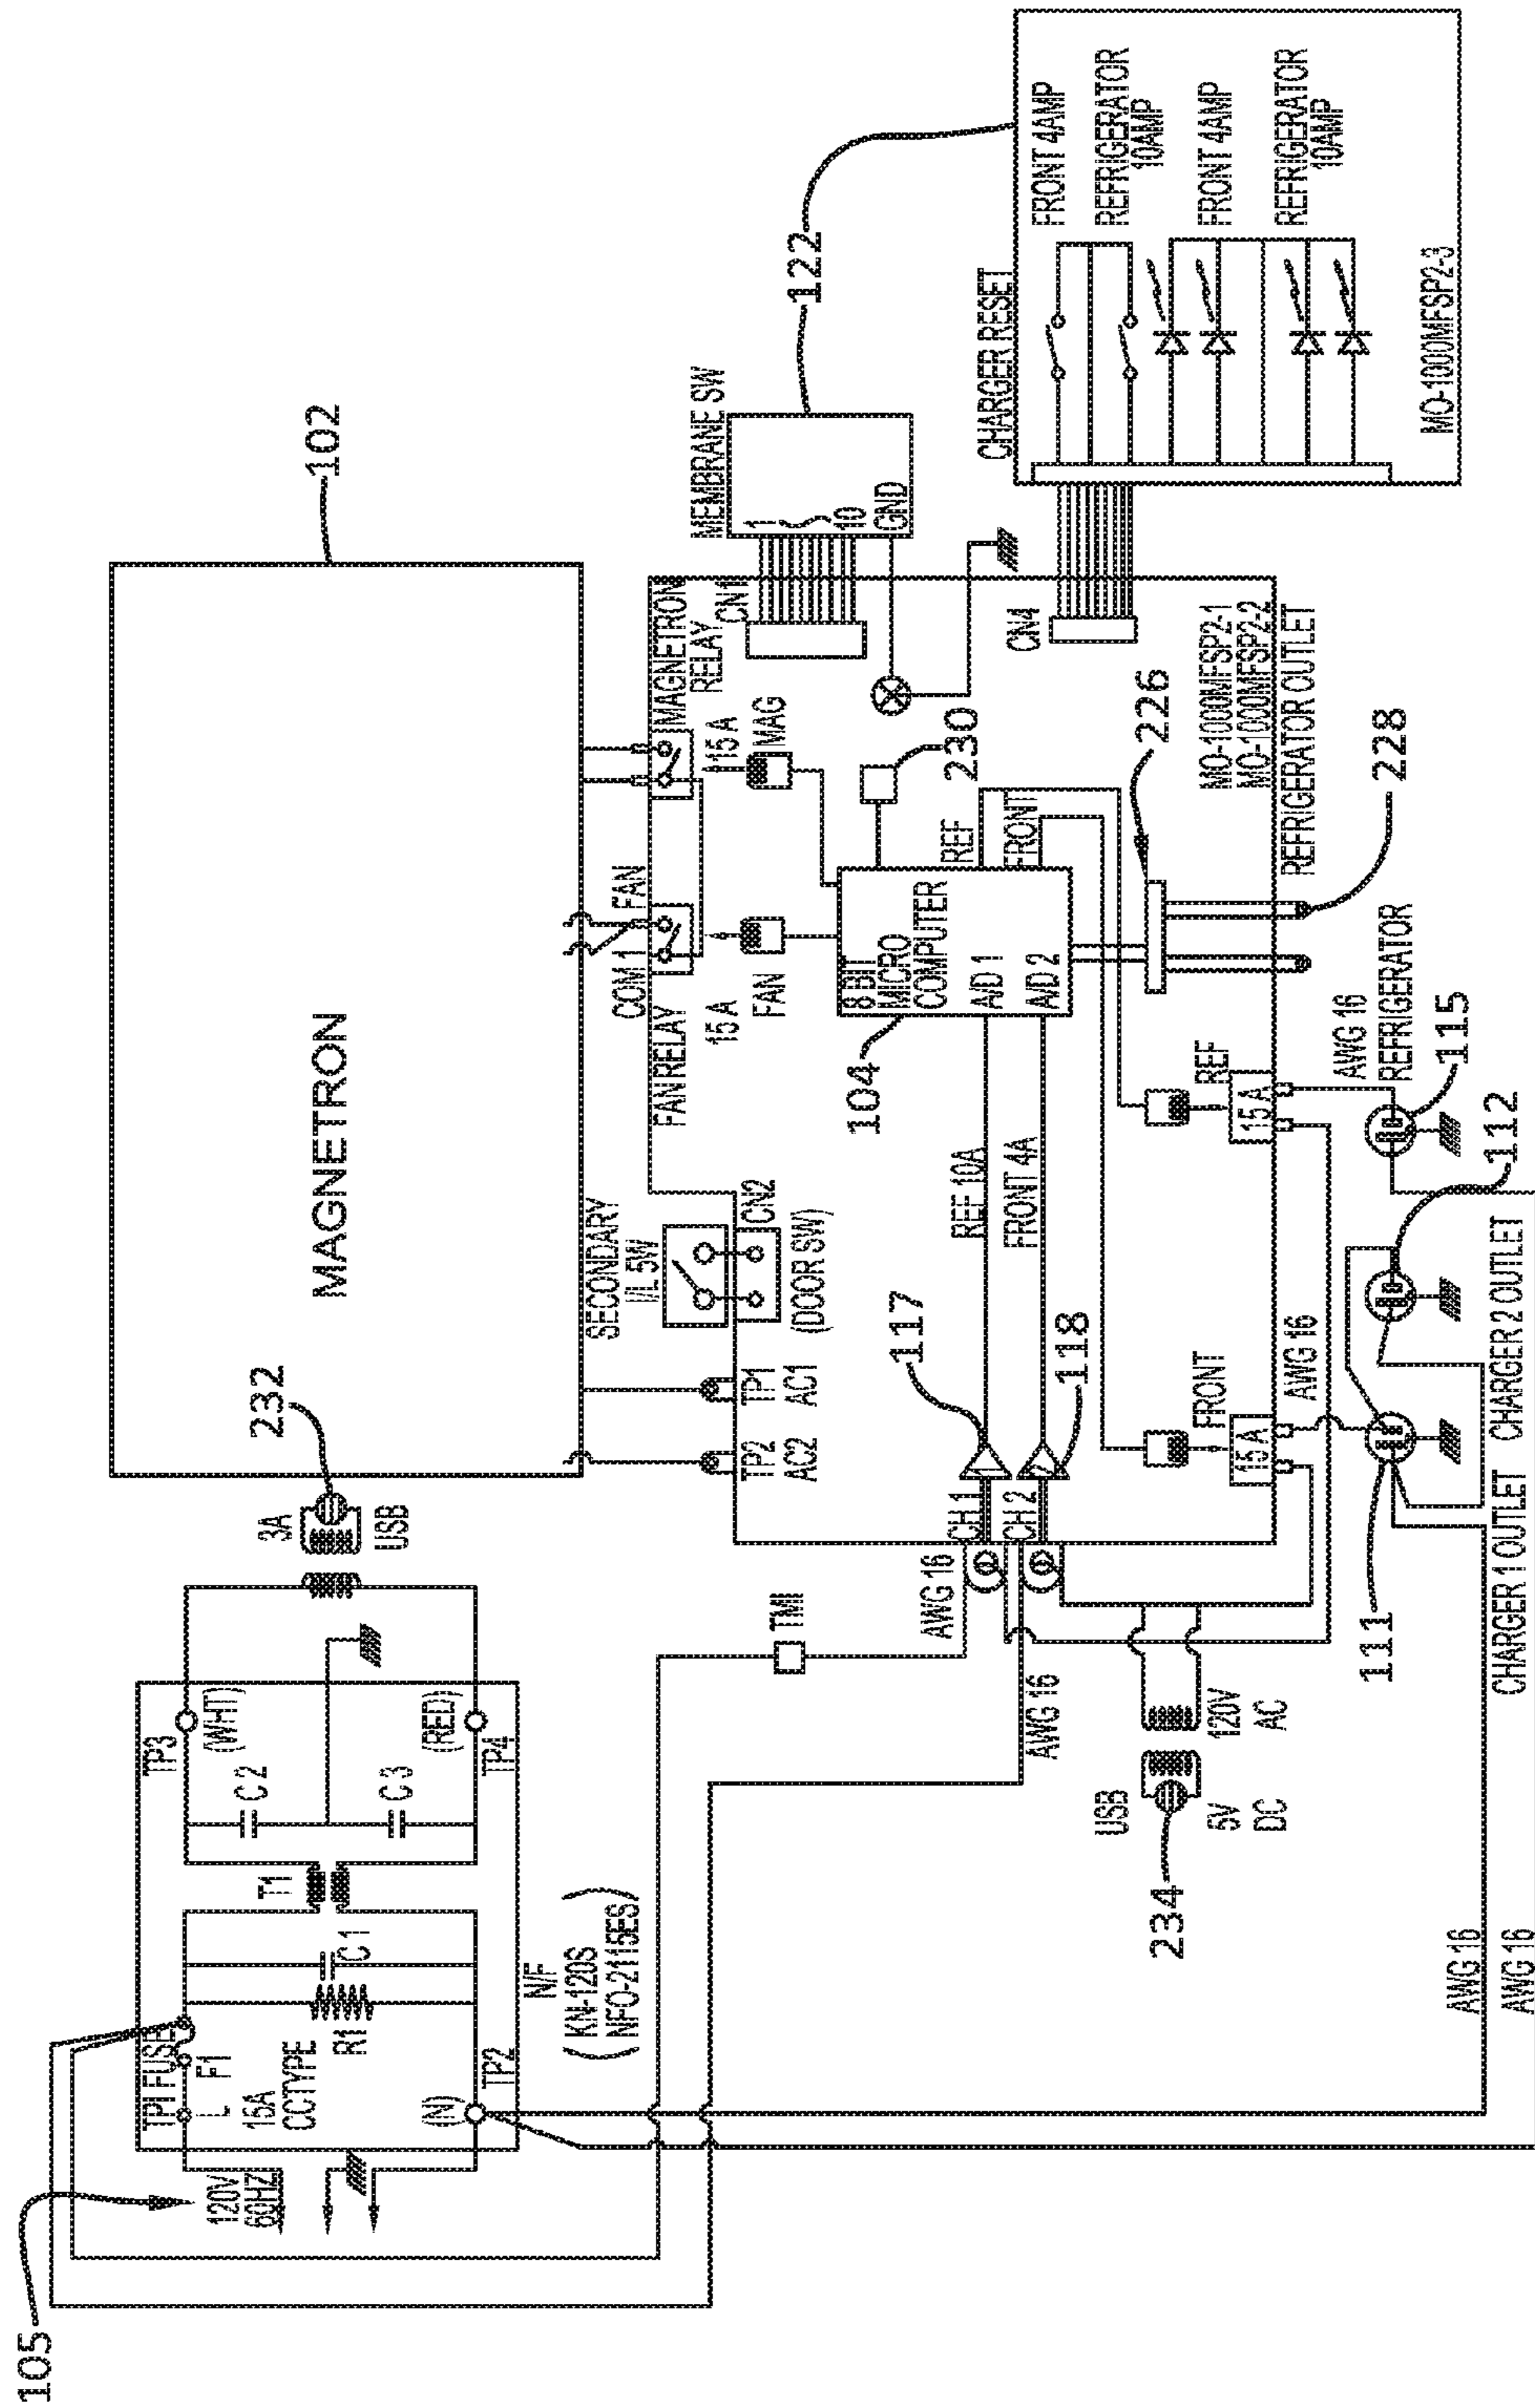 105
120V
60HZ
TP1 FUSE
L F1
15A
CCTYPE
R1
C 1
(N)
TP2
T1
C 2
C 3
TP3
(WHT)
(RED)
TP4
N/F
(KN-120S
NFO-2115ES)
3A
USB
232
MAGNETRON
102
TMI
AWG 16
AWG 16
USB
5V
DC
120V
AC
234
TP2
AC2
TP1
AC1
SECONDARY
I/L 5W
CN2
(DOOR SW)
FAN RELAY
COM 1
FAN
MAGNETRON
RELAY
15 A
FAN
15 A
MAG
CN1
MEMBRANE SW
1
10
GND
122
CH 1
CH 2
117
118
REF 10A
FRONT 4A
104
8 BIT
MICRO
COMPUTER
A/D 1
A/D 2
REF
FRONT
230
226
CN4
MO-1000MFSP2-1
MO-1000MFSP2-2
REFRIGERATOR OUTLET
228
FRONT
15 A
AWG 16
REF
15 A
AWG 16
REFRIGERATOR
115
112
111
CHARGER 1 OUTLET
CHARGER 2 OUTLET
AWG 16
AWG 16
CHARGER RESET
FRONT 4AMP
REFRIGERATOR
10AMP
FRONT 4AMP
REFRIGERATOR
10AMP
MO-1000MFSP2-3